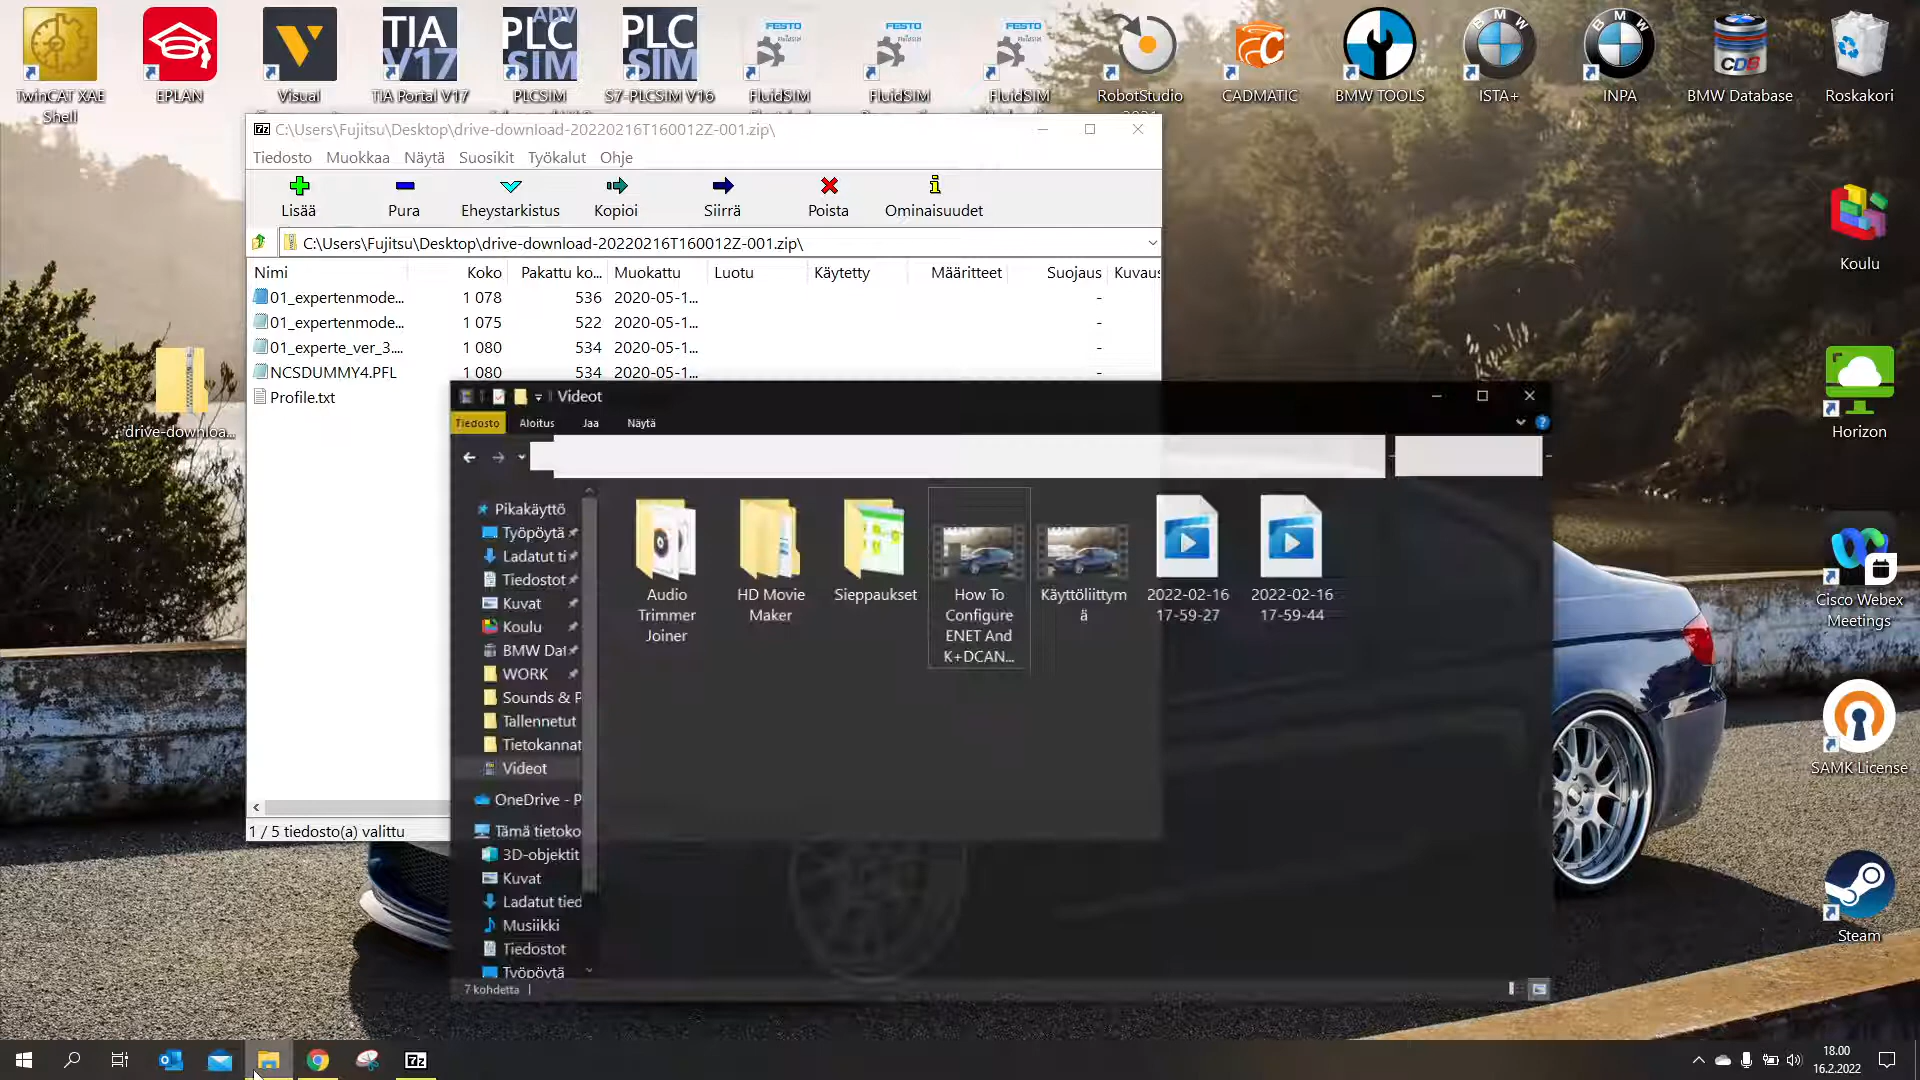 TIA
V17
PLC
SIM
ADV
PLC
SIM
FESTO
FESTO
FESTO
CDB
TwinCAT XAE
Shell
EPLAN
Visual
TIA Portal V17
PLCSIM
S7-PLCSIM V16
FluidSIM
FluidSIM
FluidSIM
RobotStudio
CADMATIC
BMW TOOLS
ISTA+
INPA
BMW Database
Roskakori
C:\Users\Fujitsu\Desktop\drive-download-20220216T160012Z-001.zip\
Tiedosto Muokkaa Näytä Suosikit Työkalut Ohje
Lisää Pura Eheystarkistus Kopioi Siirrä Poista Ominaisuudet
C:\Users\Fujitsu\Desktop\drive-download-20220216T160012Z-001.zip\
Nimi Koko Pakattu ko... Muokattu Luotu Käytetty Määritteet Suojaus Kuvaus
01_expertenmode... 1 078 536 2020-05-1... -
01_expertenmode... 1 075 522 2020-05-1... -
01_experte_ver_3.... 1 080 534 2020-05-1... -
NCSDUMMY4.PFL 1 080 534 2020-05-1... -
Profile.txt
1 / 5 tiedosto(a) valittu
drive-downloa...
Videot
Tiedosto Aloitus Jaa Näytä
Pikakäyttö
Työpöytä
Ladatut ti
Tiedostot
Kuvat
Koulu
BMW Dat
WORK
Sounds & P
Tallennetut
Tietokannat
Videot
OneDrive - P
Tämä tietoko
3D-objektit
Kuvat
Ladatut tied
Musiikki
Tiedostot
Työpöytä
Audio
Trimmer
Joiner
HD Movie
Maker
Sieppaukset
How To
Configure
ENET And
K+DCAN...
Käyttöliittym
ä
2022-02-16
17-59-27
2022-02-16
17-59-44
7 kohdetta
Koulu
Horizon
Cisco Webex
Meetings
SAMK License
Steam
18.00
16.2.2022